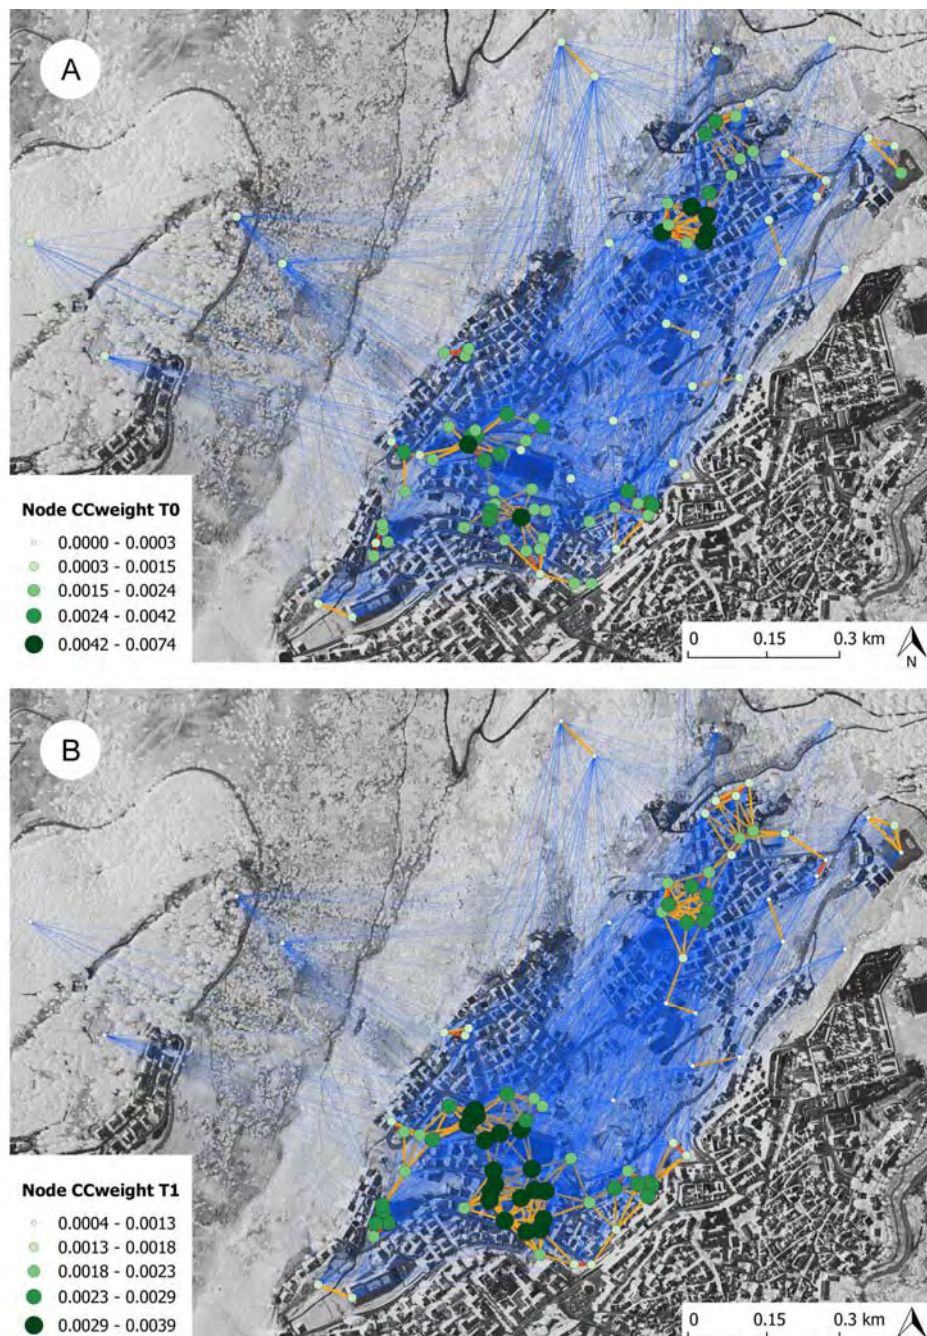 A
Node CCweight T0
0.0000 - 0.0003
0.0003 - 0.0015
0.0015 - 0.0024
0.0024 - 0.0042
0.0042 - 0.0074
0 0.15 0.3 km
N
B
Node CCweight T1
0.0004 - 0.0013
0.0013 - 0.0018
0.0018 - 0.0023
0.0023 - 0.0029
0.0029 - 0.0039
0 0.15 0.3 km